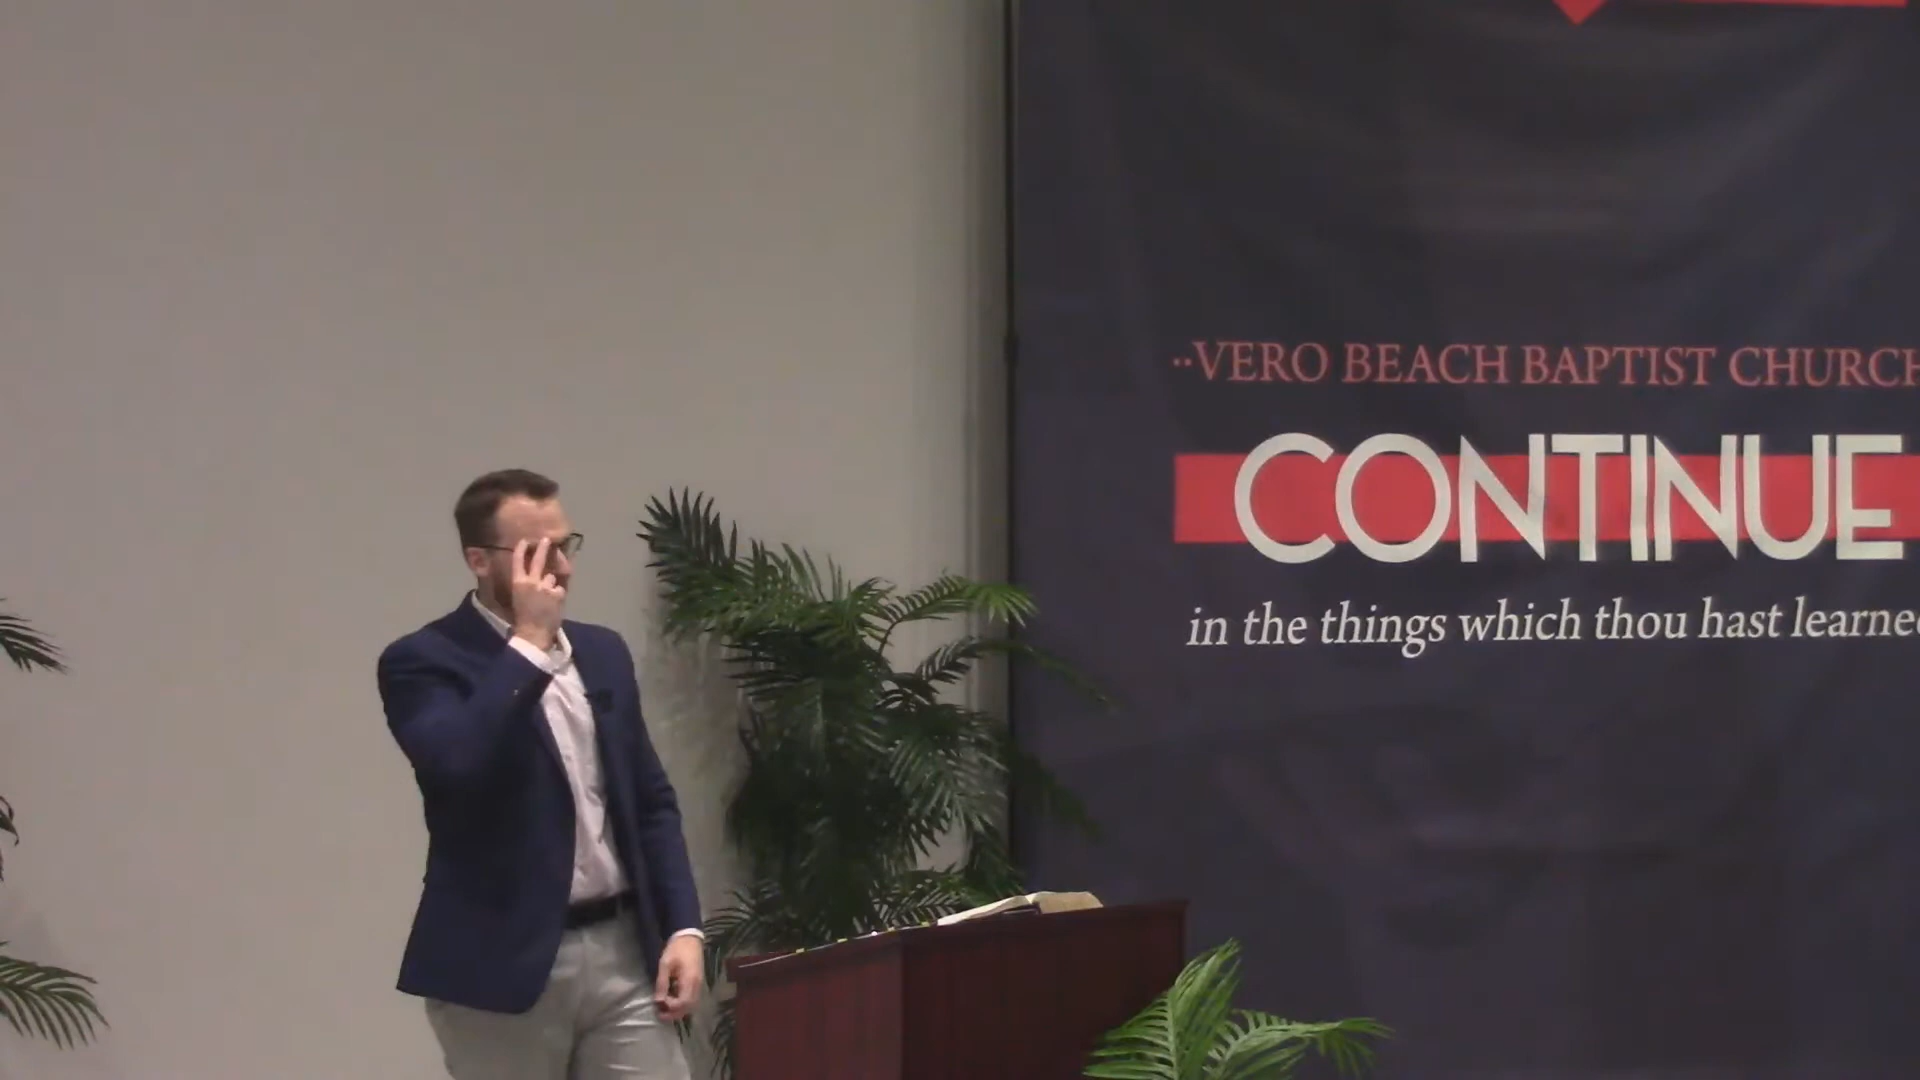 ··VERO BEACH BAPTIST CHURCH
CONTINUE
in the things which thou hast learned